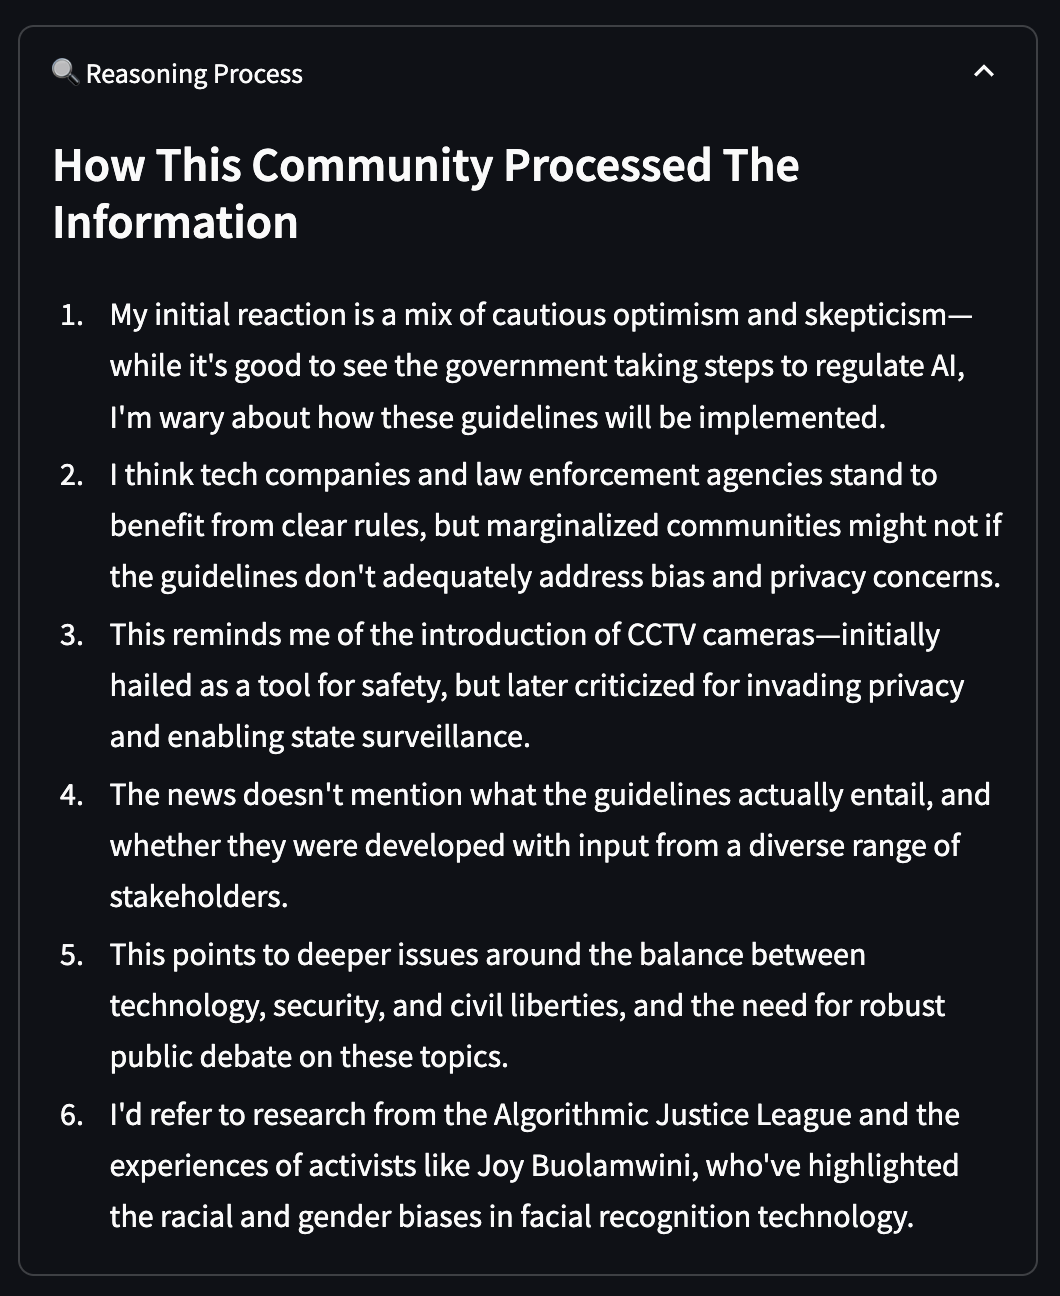 Reasoning Process
How This Community Processed The
Information
1. My initial reaction is a mix of cautious optimism and skepticism—
while it's good to see the government taking steps to regulate AI,
I'm wary about how these guidelines will be implemented.
2. I think tech companies and law enforcement agencies stand to
benefit from clear rules, but marginalized communities might not if
the guidelines don't adequately address bias and privacy concerns.
3. This reminds me of the introduction of CCTV cameras—initially
hailed as a tool for safety, but later criticized for invading privacy
and enabling state surveillance.
4. The news doesn't mention what the guidelines actually entail, and
whether they were developed with input from a diverse range of
stakeholders.
5. This points to deeper issues around the balance between
technology, security, and civil liberties, and the need for robust
public debate on these topics.
6. I'd refer to research from the Algorithmic Justice League and the
experiences of activists like Joy Buolamwini, who've highlighted
the racial and gender biases in facial recognition technology.